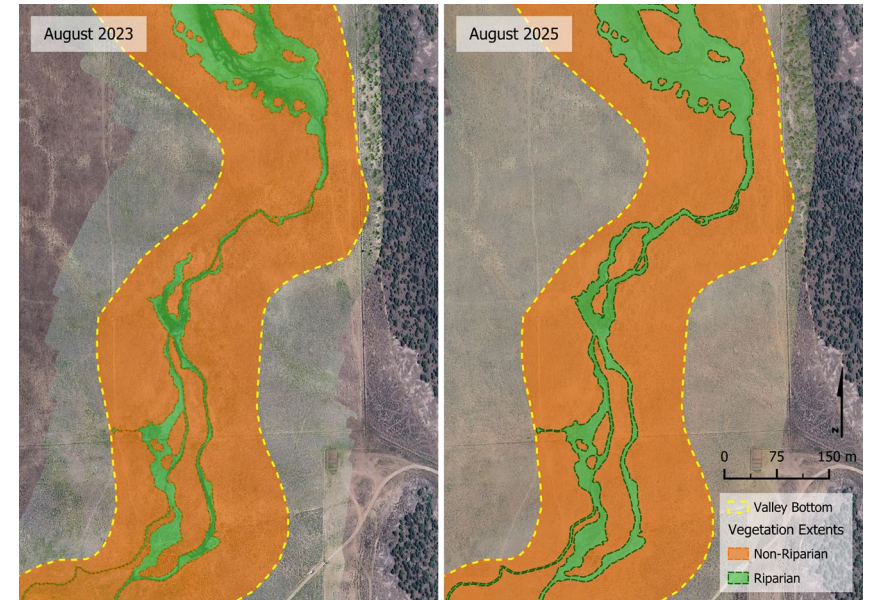 August 2023
August 2025
N
0 75 150 m
Valley Bottom
Vegetation Extents
Non-Riparian
Riparian